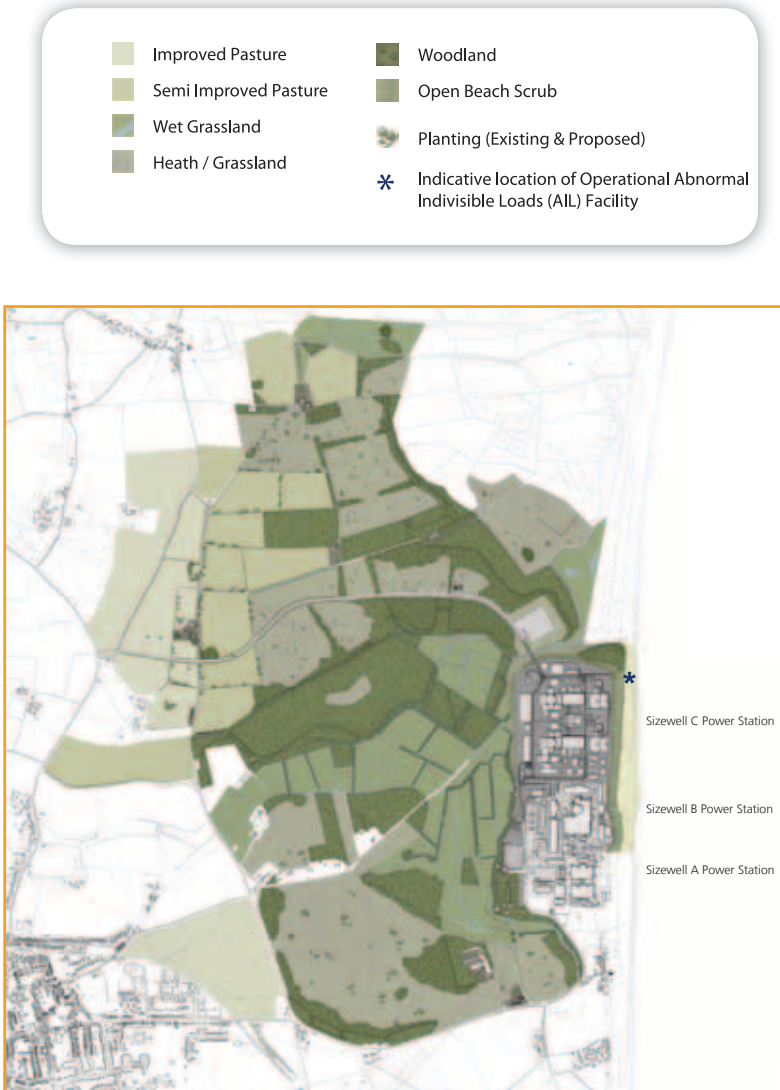 Improved Pasture
Semi Improved Pasture
Wet Grassland
Heath / Grassland
Woodland
Open Beach Scrub
Planting (Existing & Proposed)
* Indicative location of Operational Abnormal
Indivisible Loads (AIL) Facility
*
Sizewell C Power Station
Sizewell B Power Station
Sizewell A Power Station